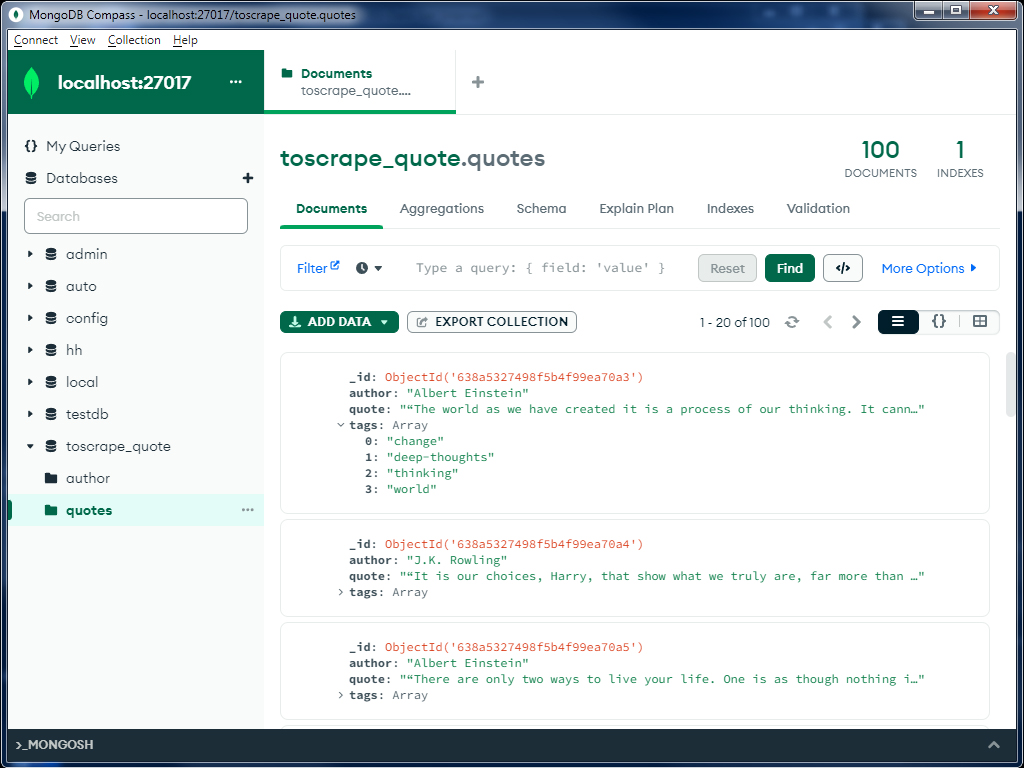 MongoDB Compass - localhost:27017/toscrape_quote.quotes
Connect View Collection Help
localhost:27017 ...
Documents
toscrape_quote....
My Queries
Databases
Search
admin
auto
config
hh
local
testdb
toscrape_quote
author
quotes
toscrape_quote.quotes
100
DOCUMENTS
1
INDEXES
Documents Aggregations Schema Explain Plan Indexes Validation
Filter Type a query: { field: 'value' } Reset Find </> More Options
ADD DATA EXPORT COLLECTION 1 - 20 of 100 {}
_id: ObjectId('638a5327498f5b4f99ea70a3')
author: "Albert Einstein"
quote: "“The world as we have created it is a process of our thinking. It cann…"
tags: Array
0: "change"
1: "deep-thoughts"
2: "thinking"
3: "world"
_id: ObjectId('638a5327498f5b4f99ea70a4')
author: "J.K. Rowling"
quote: "“It is our choices, Harry, that show what we truly are, far more than …"
tags: Array
_id: ObjectId('638a5327498f5b4f99ea70a5')
author: "Albert Einstein"
quote: "“There are only two ways to live your life. One is as though nothing i…"
tags: Array
>_MONGOSH